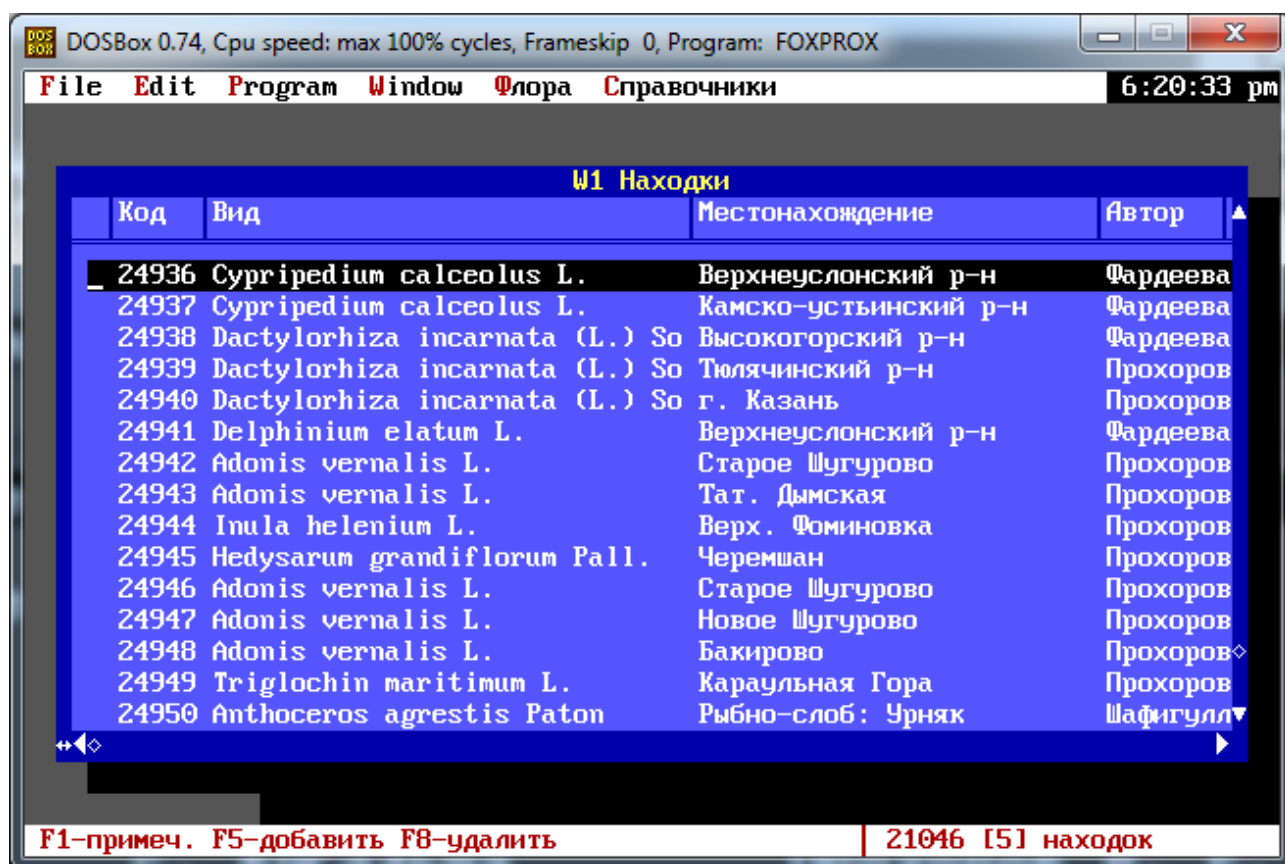 DOSBox 0.74, Cpu speed: max 100% cycles, Frameskip 0, Program: FOXPROX
File Edit Program Window Флора Справочники 6:20:33 pm
W1 Находки
Код Вид Местонахождение Автор
24936 Cypripedium calceolus L. Верхнеуслонский р-н Фардеева
24937 Cypripedium calceolus L. Камско-устьинский р-н Фардеева
24938 Dactylorhiza incarnata (L.) So Высокогорский р-н Фардеева
24939 Dactylorhiza incarnata (L.) So Тюлячинский р-н Прохоров
24940 Dactylorhiza incarnata (L.) So г. Казань Прохоров
24941 Delphinium elatum L. Верхнеуслонский р-н Фардеева
24942 Adonis vernalis L. Старое Шугурово Прохоров
24943 Adonis vernalis L. Тат. Дымская Прохоров
24944 Inula helenium L. Верх. Фоминовка Прохоров
24945 Hedysarum grandiflorum Pall. Черемшан Прохоров
24946 Adonis vernalis L. Старое Шугурово Прохоров
24947 Adonis vernalis L. Новое Шугурово Прохоров
24948 Adonis vernalis L. Бакирово Прохоров
24949 Triglochin maritimum L. Караульная Гора Прохоров
24950 Anthoceros agrestis Paton Рыбно-слоб: Урняк Шафигулл
F1-примеч. F5-добавить F8-удалить 21046 [5] находок